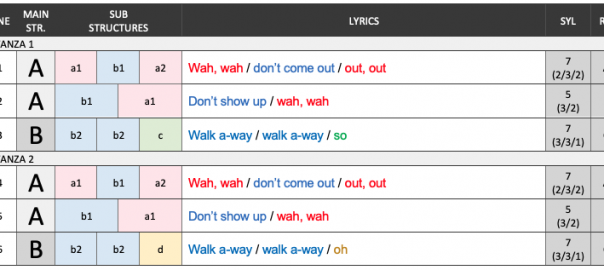 NE MAIN STR. SUB STRUCTURES LYRICS SYL R
ANZA 1
1 A a1 b1 a2 Wah, wah / don't come out / out, out 7 (2/3/2)
2 A b1 a1 Don't show up / wah, wah 5 (3/2)
3 B b2 b2 c Walk a-way / walk a-way / so 7 (3/3/1)
ANZA 2
4 A a1 b1 a2 Wah, wah / don't come out / out, out 7 (2/3/2)
5 A b1 a1 Don't show up / wah, wah 5 (3/2)
6 B b2 b2 d Walk a-way / walk a-way / oh 7 (3/3/1)